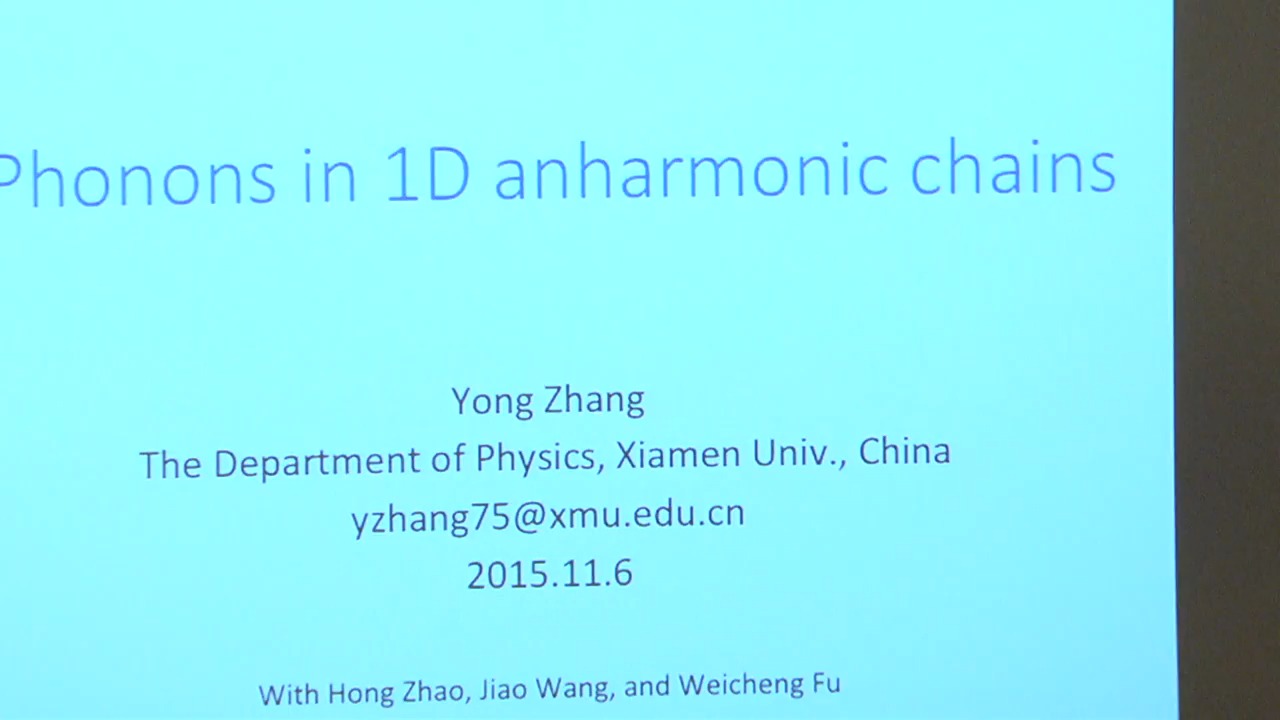 Phonons in 1D anharmonic chains
Yong Zhang
The Department of Physics, Xiamen Univ., China
yzhang75@xmu.edu.cn
2015.11.6
With Hong Zhao, Jiao Wang, and Weicheng Fu